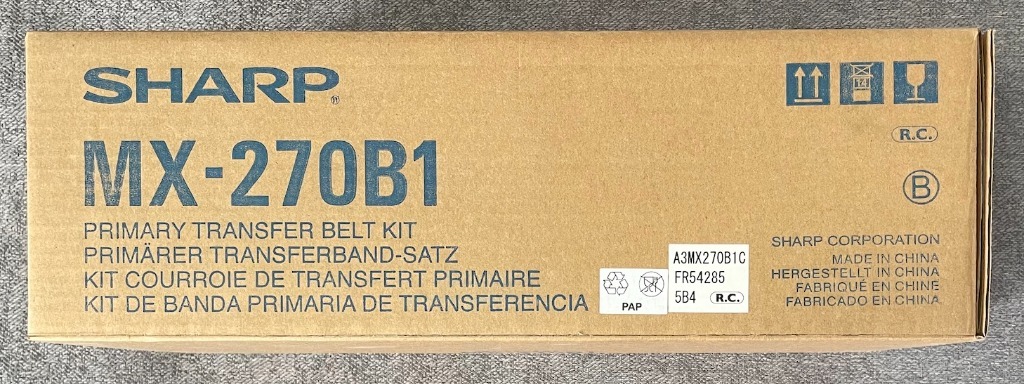 SHARP
MX-270B1
PRIMARY TRANSFER BELT KIT
PRIMÄRER TRANSFERBAND-SATZ
KIT COURROIE DE TRANSFERT PRIMAIRE
KIT DE BANDA PRIMARIA DE TRANSFERENCIA
PAP
A3MX270B1C
FR54285
5B4 R.C.
14
R.C.
B
SHARP CORPORATION
MADE IN CHINA
HERGESTELLT IN CHINA
FABRIQUÉ EN CHINE
FABRICADO EN CHINA